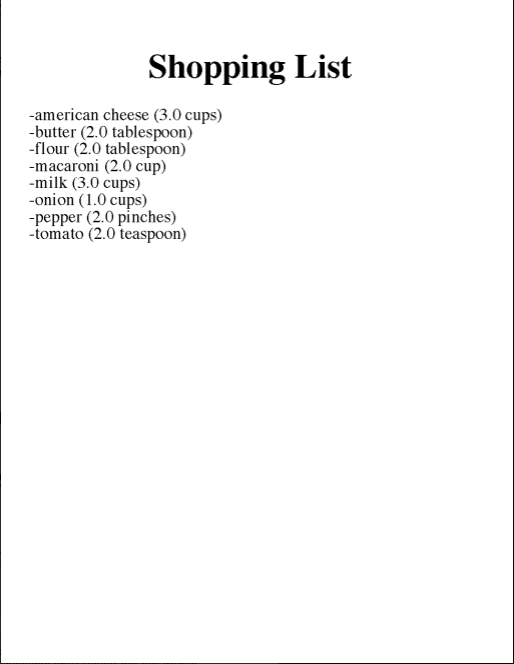 Shopping List
-american cheese (3.0 cups)
-butter (2.0 tablespoon)
-flour (2.0 tablespoon)
-macaroni (2.0 cup)
-milk (3.0 cups)
-onion (1.0 cups)
-pepper (2.0 pinches)
-tomato (2.0 teaspoon)